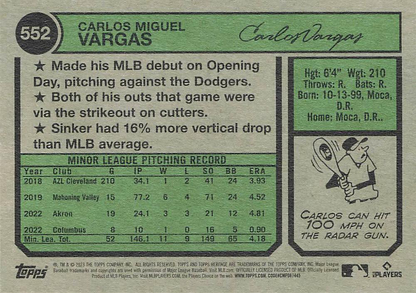 552
CARLOS MIGUEL
VARGAS
Carlos Vargas
★ Made his MLB debut on Opening
Day, pitching against the Dodgers.
★ Both of his outs that game were
via the strikeout on cutters.
★ Sinker had 16% more vertical drop
than MLB average.
Hgt: 6'4" Wgt: 210
Throws: R. Bats: R.
Born: 10-13-99, Moca,
D.R.
Home: Moca, D.R..
MINOR LEAGUE PITCHING RECORD
Year Club G IP W L SO BB ERA
2018 AZL Cleveland 210 34.1 1 2 41 24 3.93
2019 Mahoning Valley 15 77.2 6 4 71 24 4.52
2022 Akron 19 24.1 3 21 12 4.81
2022 Columbus 8 10 1 0 16 5 0.90
Min. Lea. Tot. 52 146.1 11 9 149 65 4.18
CARLOS CAN HIT
100 MPH ON
THE RADAR GUN.
Topps
MLB
PLAYERS